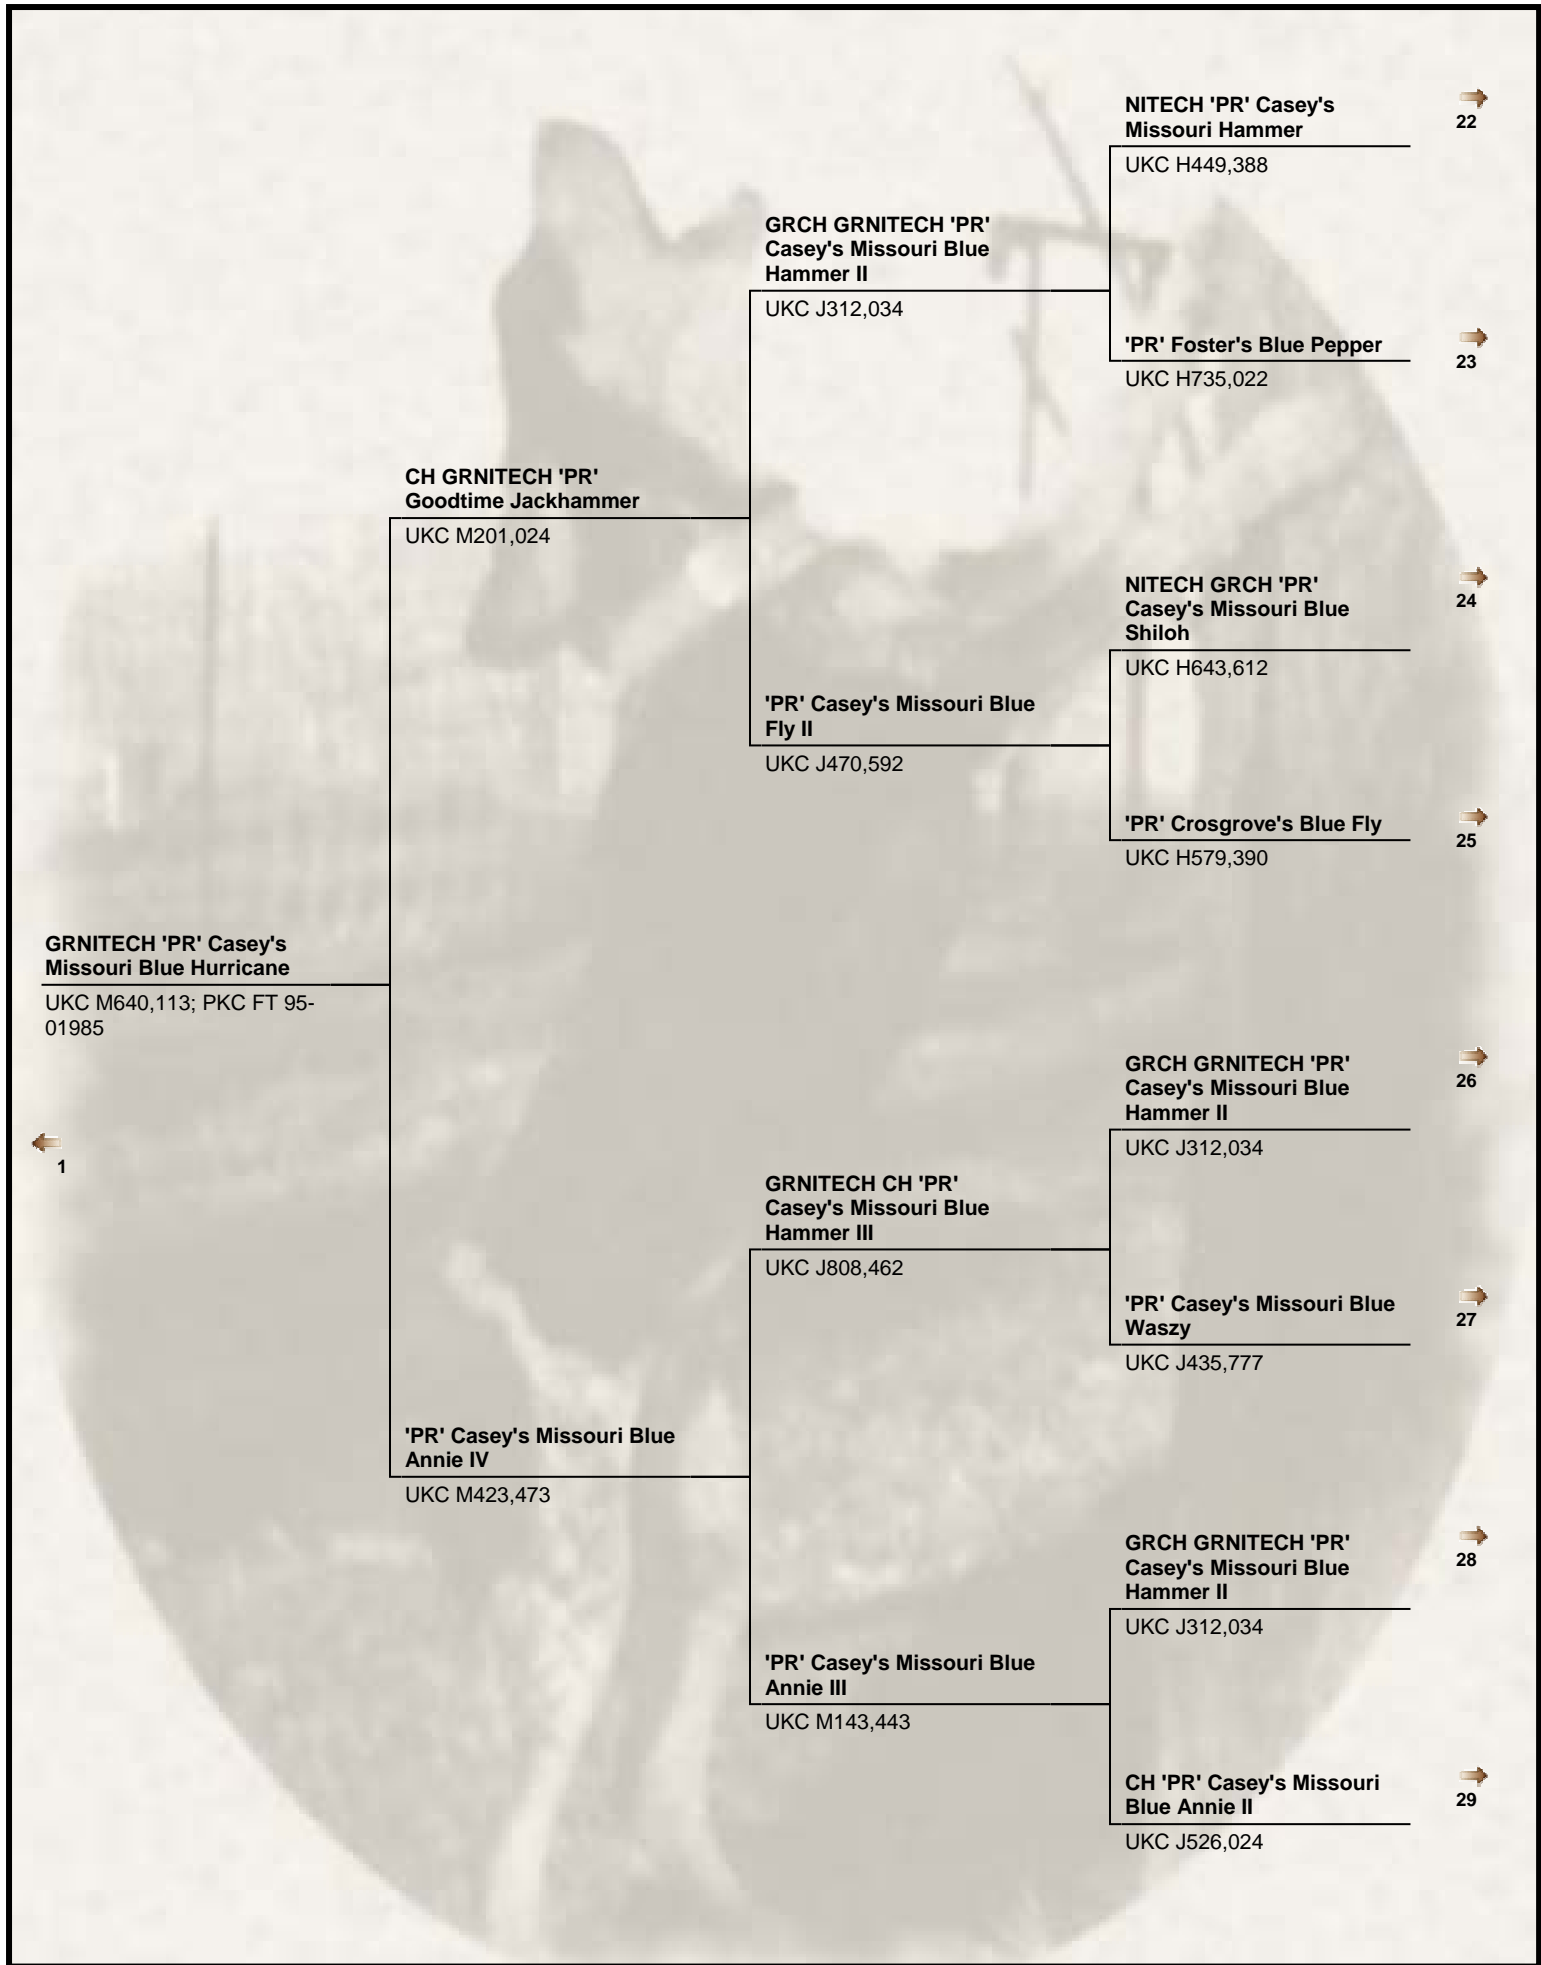 NITECH 'PR' Casey's
Missouri Hammer
22
UKC H449,388
GRCH GRNITECH 'PR'
Casey's Missouri Blue
Hammer II
UKC J312,034
'PR' Foster's Blue Pepper
23
UKC H735,022
CH GRNITECH 'PR'
Goodtime Jackhammer
UKC M201,024
NITECH GRCH 'PR'
Casey's Missouri Blue
Shiloh
24
UKC H643,612
'PR' Casey's Missouri Blue
Fly II
UKC J470,592
'PR' Crosgrove's Blue Fly
25
UKC H579,390
GRNITECH 'PR' Casey's
Missouri Blue Hurricane
UKC M640,113; PKC FT 95-
01985
1
GRCH GRNITECH 'PR'
Casey's Missouri Blue
Hammer II
26
UKC J312,034
GRNITECH CH 'PR'
Casey's Missouri Blue
Hammer III
UKC J808,462
'PR' Casey's Missouri Blue
Waszy
27
UKC J435,777
'PR' Casey's Missouri Blue
Annie IV
UKC M423,473
GRCH GRNITECH 'PR'
Casey's Missouri Blue
Hammer II
28
UKC J312,034
'PR' Casey's Missouri Blue
Annie III
UKC M143,443
CH 'PR' Casey's Missouri
Blue Annie II
29
UKC J526,024